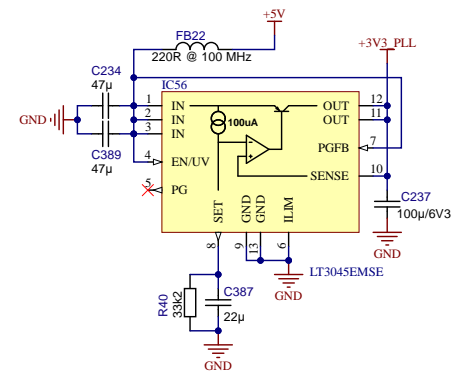 +5V
FB22
220R @ 100 MHz
+3V3_PLL
C234
47µ
IC56
GND
1 IN
2 IN
3 IN
100uA
OUT 12
OUT 11
PGFB 7
C389
47µ
4 EN/UV
SENSE 10
5 PG
SET
GND
GND
ILIM
C237
100µ/6V3
8
9
13
6
GND
LT3045EMSE
R40
33k2
C387
22µ
GND
GND